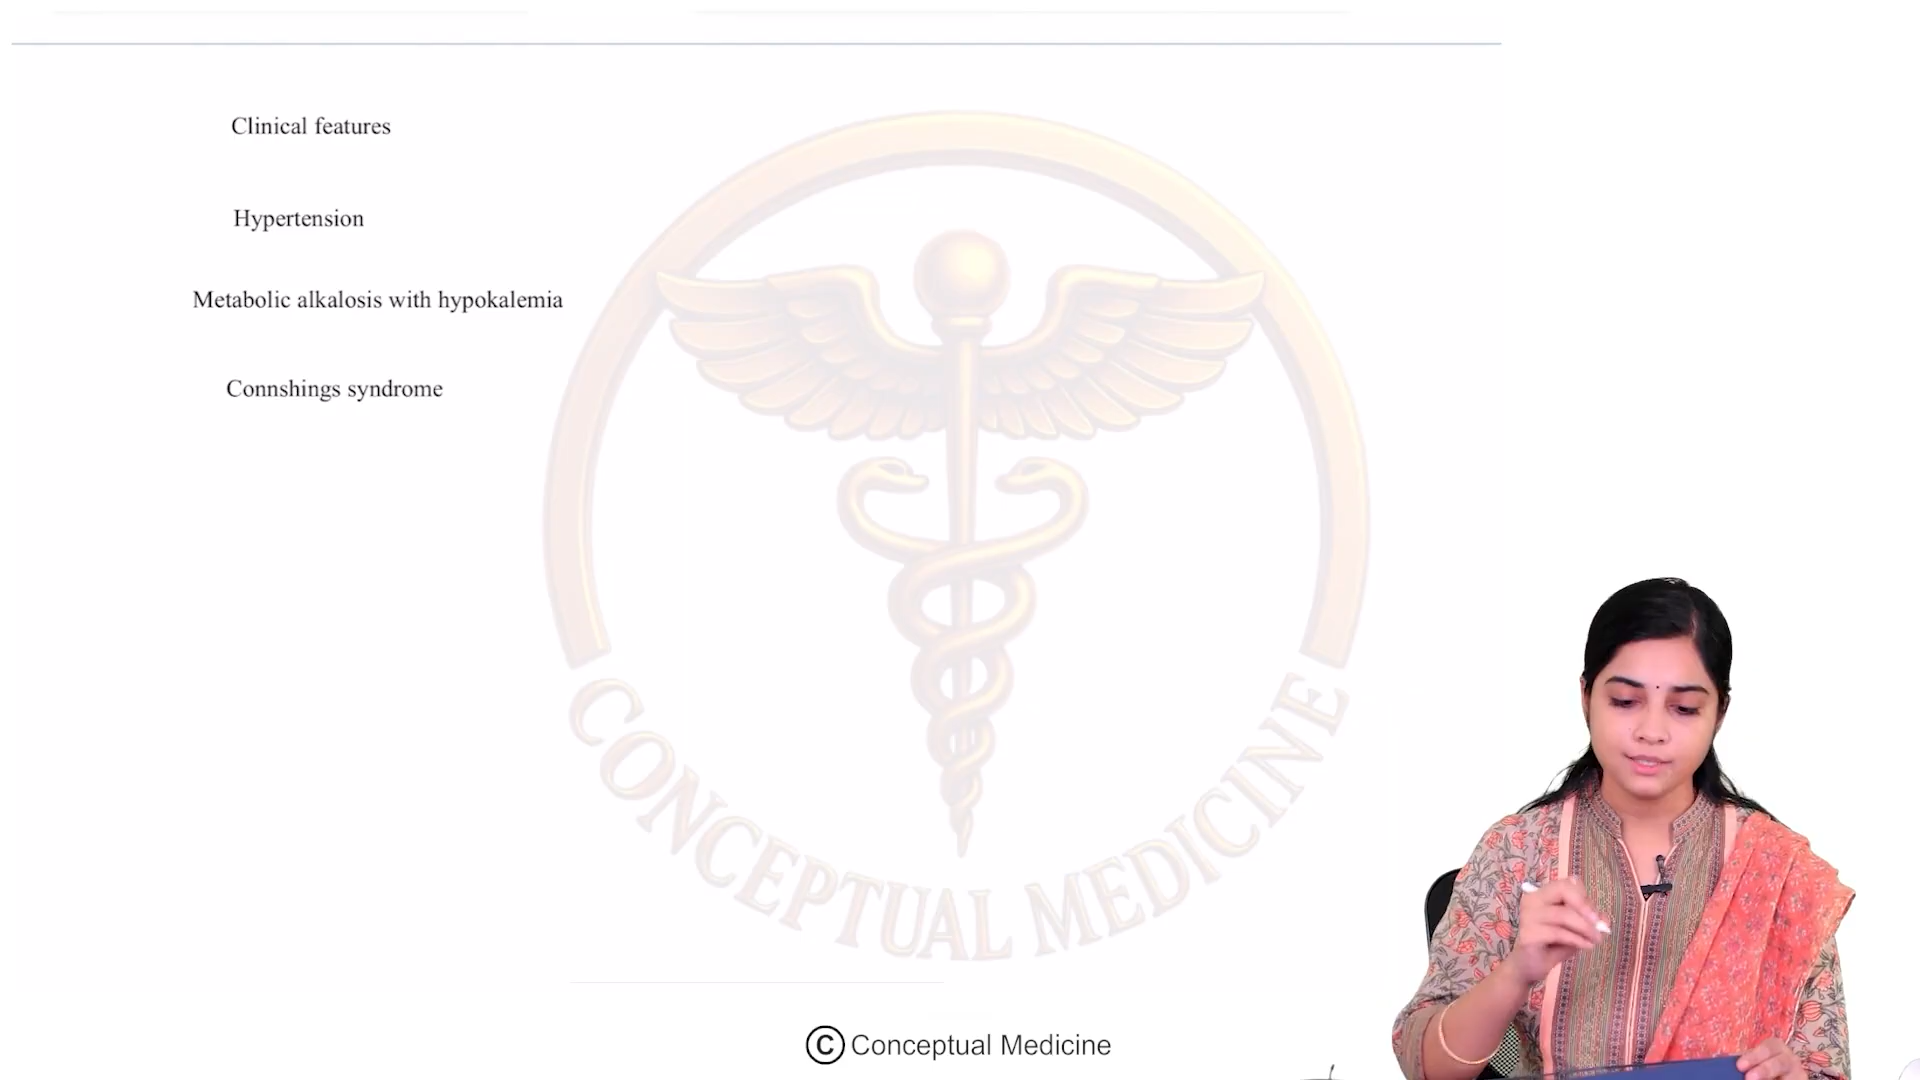 Clinical features
Hypertension
Metabolic alkalosis with hypokalemia
Connshings syndrome
CONCEPTUAL MEDICINE
© Conceptual Medicine